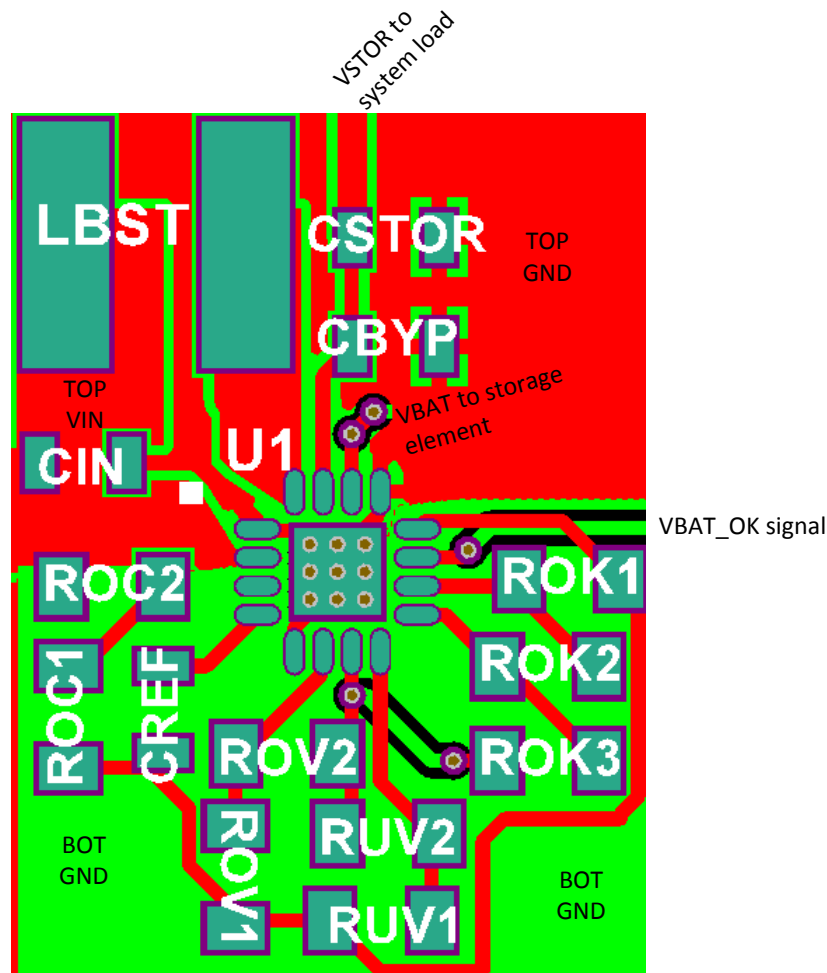 VSTOR to
system load
LBST
CSTOR
TOP
GND
CBYP
TOP
VIN
VBAT to storage
element
CIN
U1
VBAT_OK signal
ROC2
ROK1
ROC1
CREF
ROK2
ROV2
ROK3
ROV1
RUV2
BOT
GND
RUV1
BOT
GND